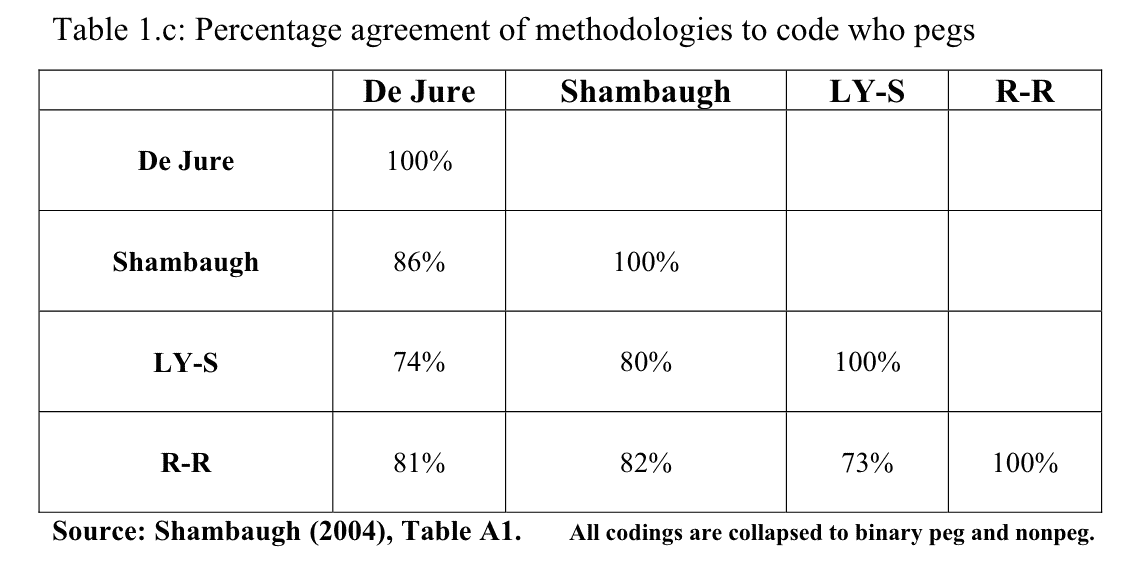 Table 1.c: Percentage agreement of methodologies to code who pegs
De Jure Shambaugh LY-S R-R
De Jure 100%
Shambaugh 86% 100%
LY-S 74% 80% 100%
R-R 81% 82% 73% 100%
Source: Shambaugh (2004), Table A1. All codings are collapsed to binary peg and nonpeg.